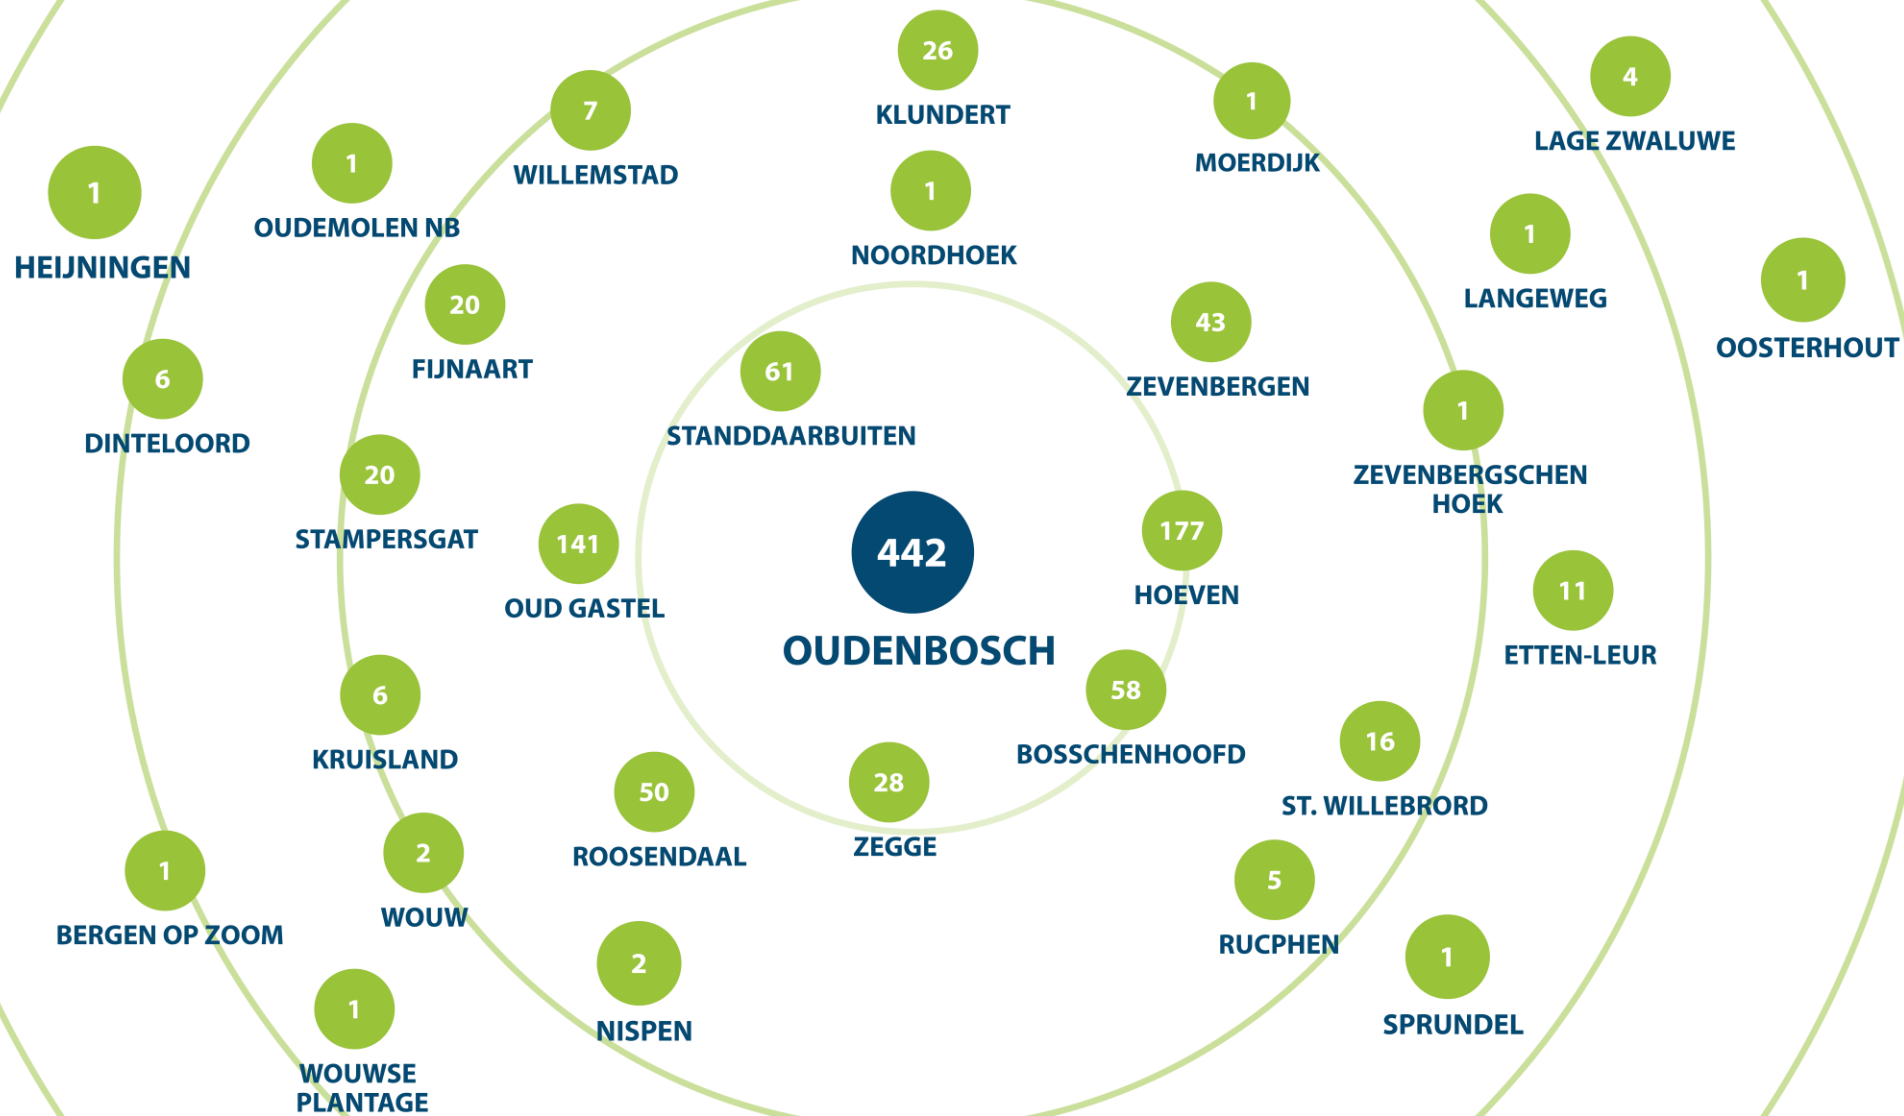 26
KLUNDERT
4
LAGE ZWALUWE
7
WILLEMSTAD
1
MOERDIJK
1
OUDEMOLEN NB
1
HEIJNINGEN
1
NOORDHOEK
1
LANGEWEG
1
OOSTERHOUT
20
FIJNAART
43
ZEVENBERGEN
6
DINTELOORD
61
STANDDAARBUITEN
1
ZEVENBERGSCHEN
HOEK
20
STAMPERSGAT
141
OUD GASTEL
442
OUDENBOSCH
177
HOEVEN
11
ETTEN-LEUR
6
KRUISLAND
58
BOSSCHENHOOFD
16
ST. WILLEBRORD
50
ROOSENDAAL
28
ZEGGE
2
WOUW
1
BERGEN OP ZOOM
5
RUCPHEN
2
NISPEN
1
SPRUNDEL
1
WOUWSE
PLANTAGE